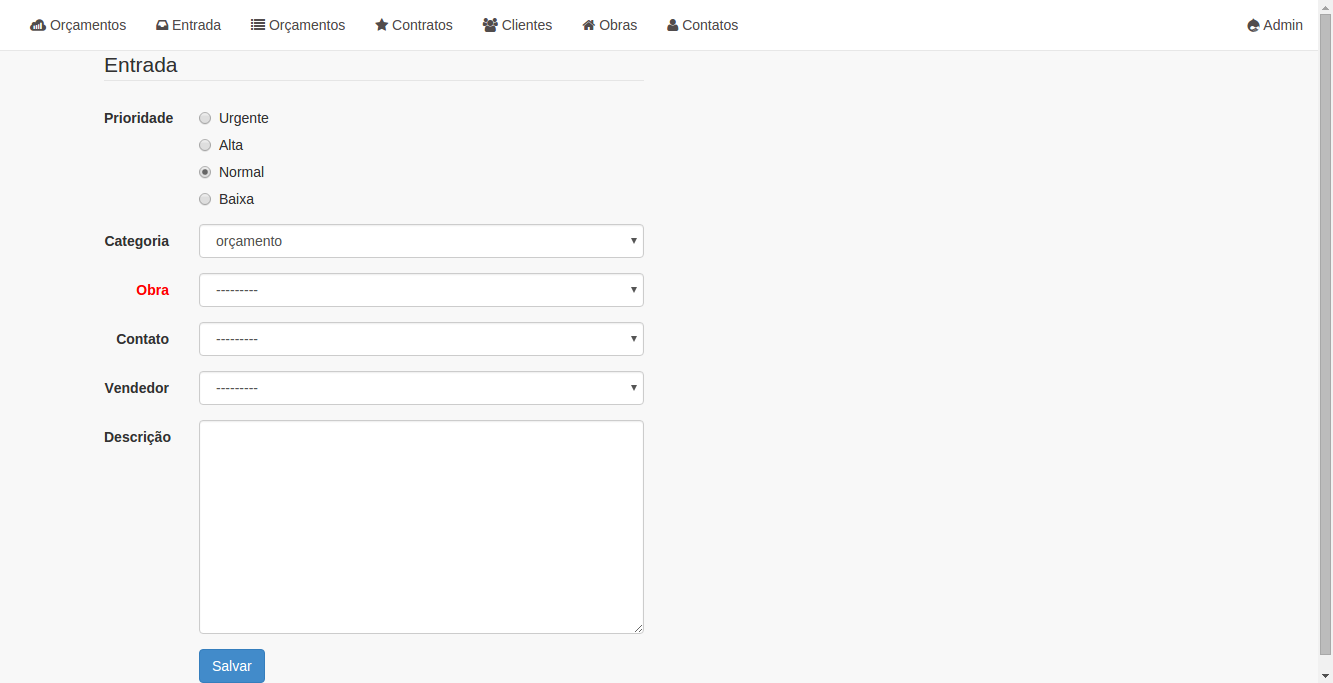 Orçamentos Entrada Orçamentos Contratos Clientes Obras Contatos Admin
Entrada
Prioridade Urgente
Alta
Normal
Baixa
Categoria orçamento
Obra ---------
Contato ---------
Vendedor ---------
Descrição
Salvar